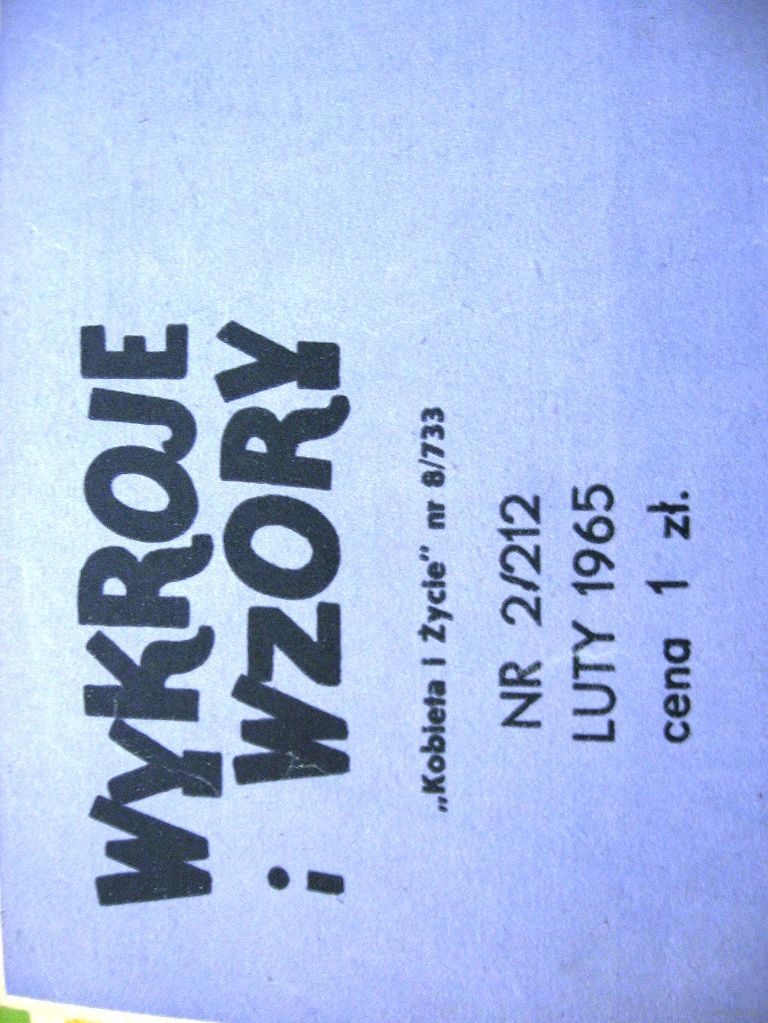 WYKROJE
i WZORY
„Kobieta i Życie” nr 8/733
NR 2/212
LUTY 1965
cena 1 zł.